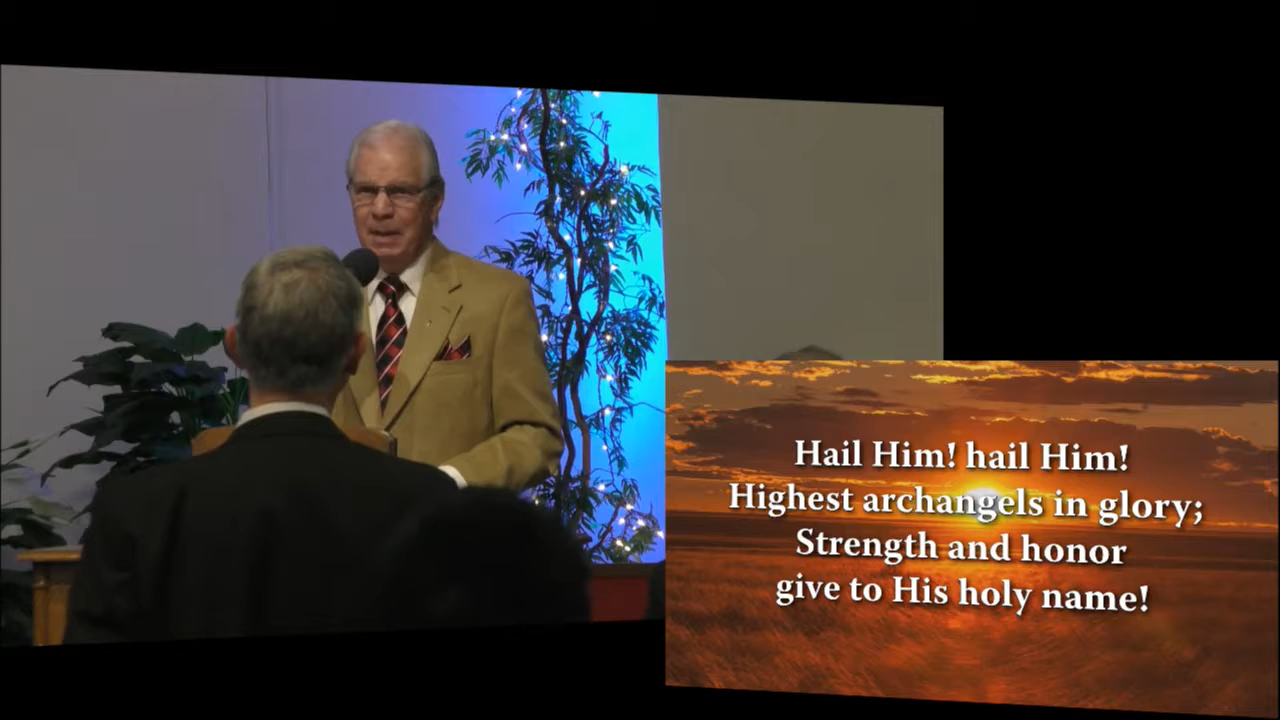 Hail Him! hail Him!
Highest archangels in glory;
Strength and honor
give to His holy name!